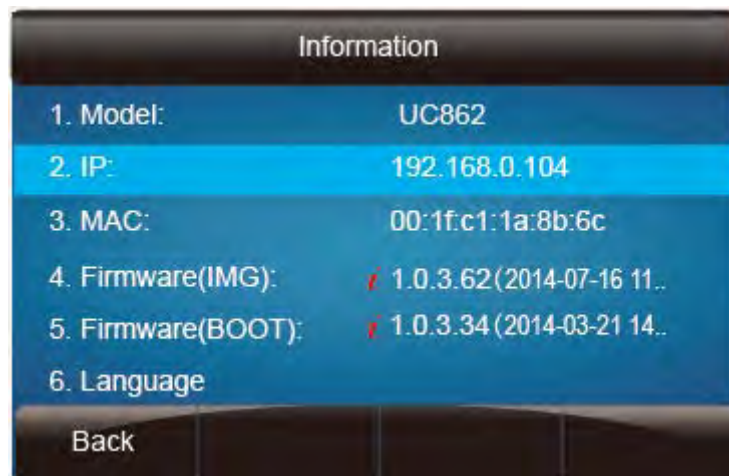 Information
1. Model: UC862
2. IP: 192.168.0.104
3. MAC: 00:1f:c1:1a:8b:6c
4. Firmware(IMG): i 1.0.3.62(2014-07-16 11..
5. Firmware(BOOT): i 1.0.3.34(2014-03-21 14..
6. Language
Back